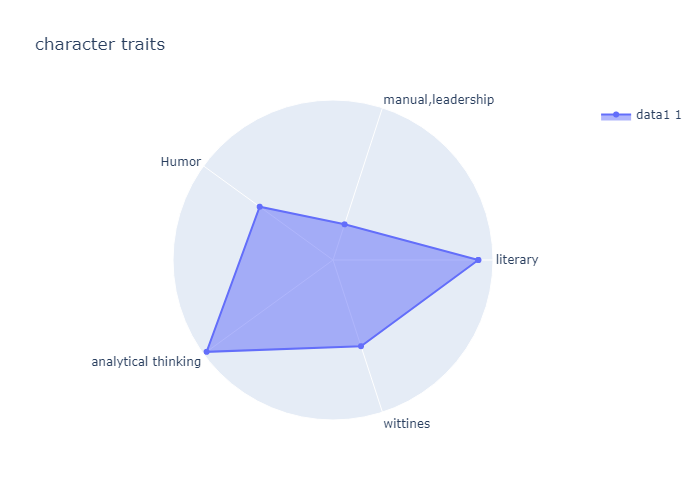 character traits
manual,leadership
data1 1
Humor
literary
analytical thinking
wittines